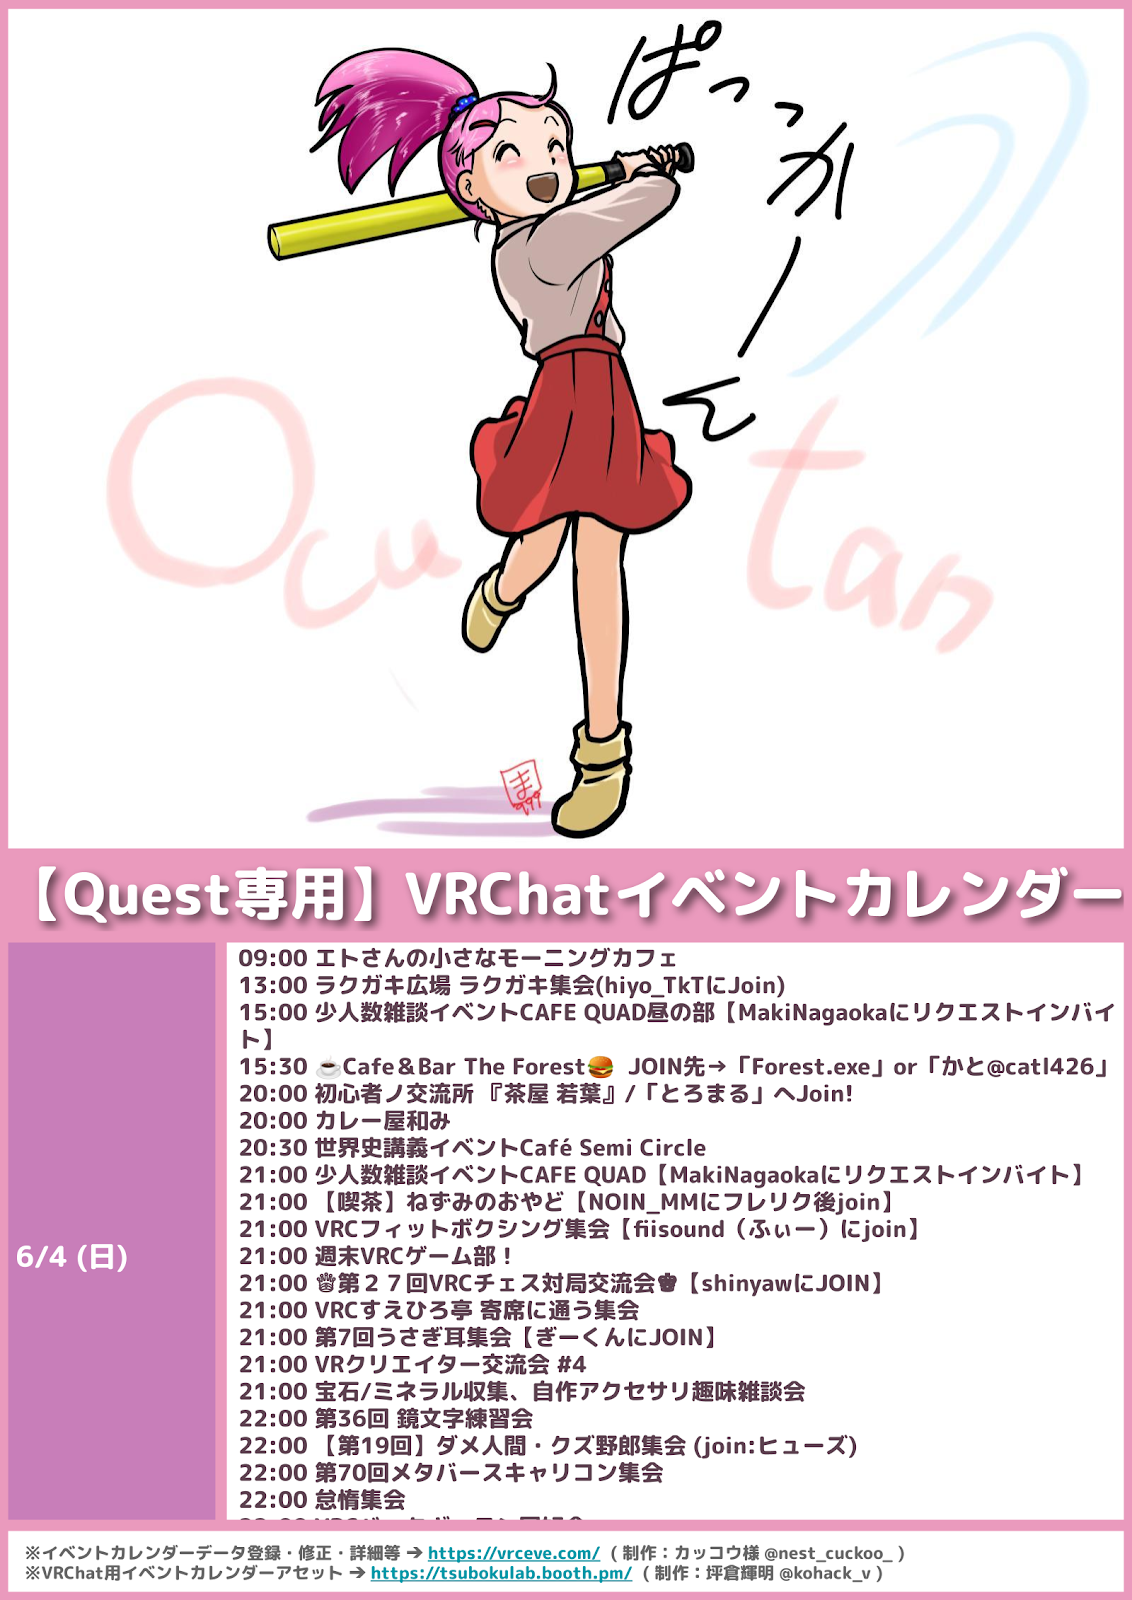 ぱっっかーん
Ocu tan
ま
999
【Quest専用】VRChatイベントカレンダー
6/4 (日)
09:00 エトさんの小さなモーニングカフェ
13:00 ラクガキ広場 ラクガキ集会(hiyo_TkTにJoin)
15:00 少人数雑談イベントCAFE QUAD昼の部【MakiNagaokaにリクエストインバイ
ト】
15:30 ☕Cafe＆Bar The Forest🍔 JOIN先→「Forest.exe」or「かと@catl426」
20:00 初心者ノ交流所 『茶屋 若葉』/「とろまる」へJoin!
20:00 カレー屋和み
20:30 世界史講義イベントCafé Semi Circle
21:00 少人数雑談イベントCAFE QUAD【MakiNagaokaにリクエストインバイト】
21:00 【喫茶】ねずみのおやど【NOIN_MMにフレリク後join】
21:00 VRCフィットボクシング集会【fiisound（ふぃー）にjoin】
21:00 週末VRCゲーム部！
21:00 ♕第２７回VRCチェス対局交流会♚【shinyawにJOIN】
21:00 VRCすえひろ亭 寄席に通う集会
21:00 第7回うさぎ耳集会【ぎーくんにJOIN】
21:00 VRクリエイター交流会 #4
21:00 宝石/ミネラル収集、自作アクセサリ趣味雑談会
22:00 第36回 鏡文字練習会
22:00 【第19回】ダメ人間・クズ野郎集会 (join:ヒューズ)
22:00 第70回メタバースキャリコン集会
22:00 怠惰集会
※イベントカレンダーデータ登録・修正・詳細等 ➔ https://vrceve.com/ （ 制作：カッコウ様 @nest_cuckoo_ ）
※VRChat用イベントカレンダーアセット ➔ https://tsubokulab.booth.pm/ （ 制作：坪倉輝明 @kohack_v ）